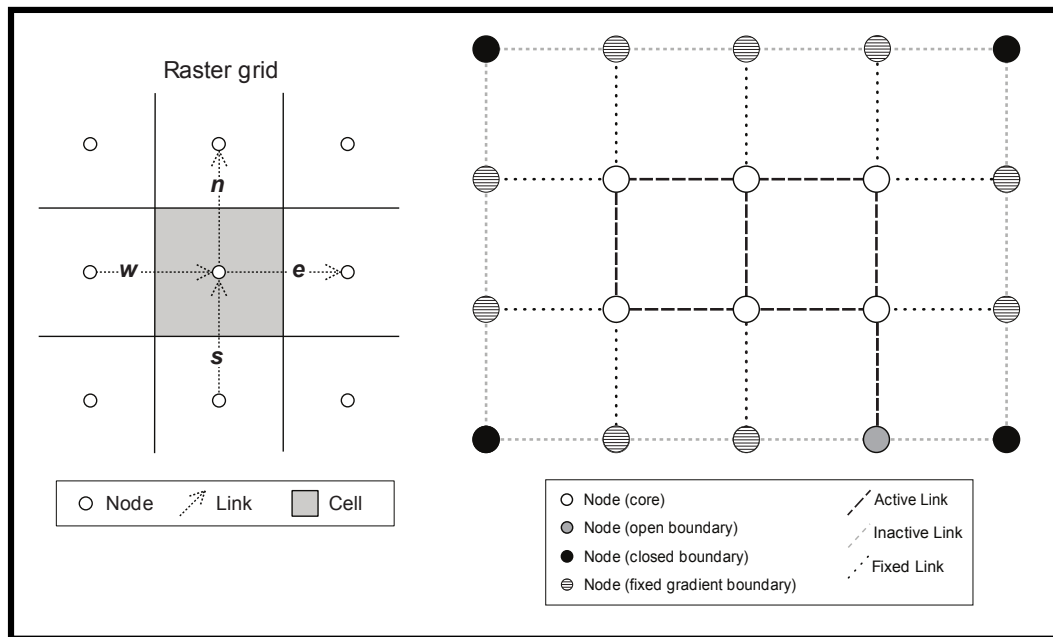 Raster grid
n
w
e
s
Node
Link
Cell
Node (core)
Node (open boundary)
Node (closed boundary)
Node (fixed gradient boundary)
Active Link
Inactive Link
Fixed Link